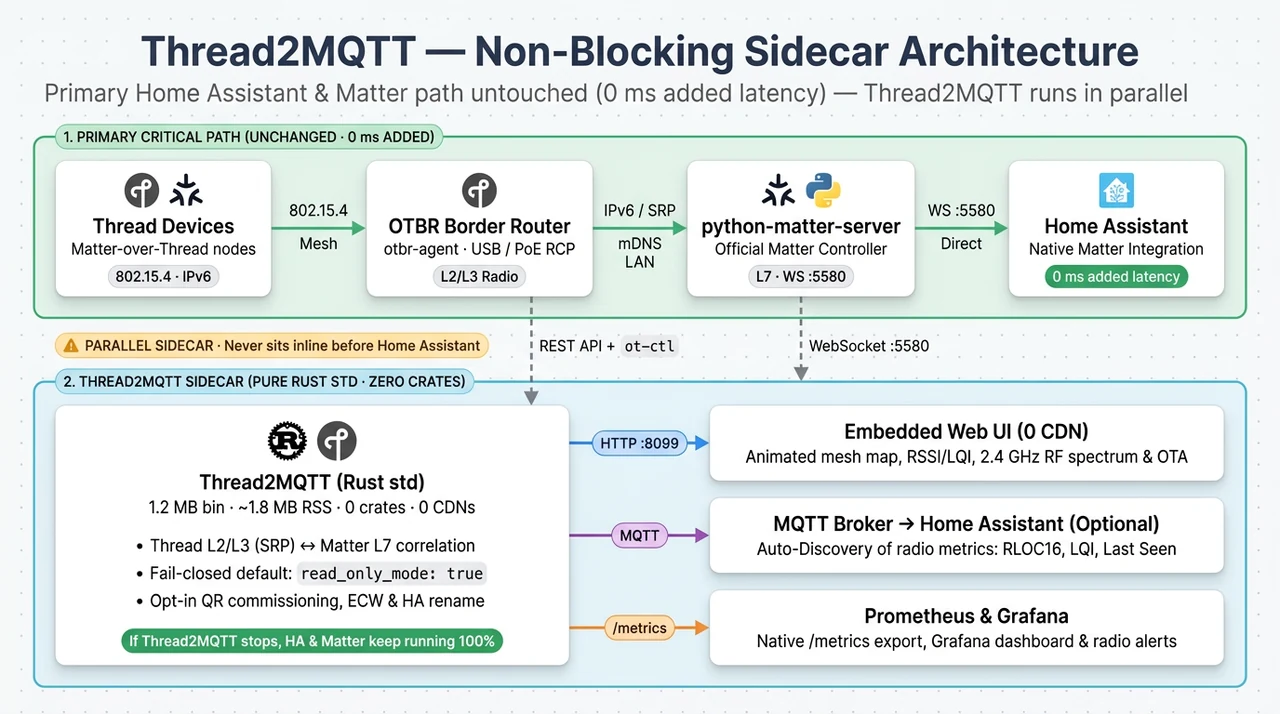 Thread2MQTT — Non-Blocking Sidecar Architecture
Primary Home Assistant & Matter path untouched (0 ms added latency) — Thread2MQTT runs in parallel
1. PRIMARY CRITICAL PATH (UNCHANGED · 0 ms ADDED)
Thread Devices
Matter-over-Thread nodes
802.15.4 · IPv6
802.15.4
Mesh
OTBR Border Router
otbr-agent · USB / PoE RCP
L2/L3 Radio
IPv6 / SRP
mDNS
LAN
python-matter-server
Official Matter Controller
L7 · WS :5580
WS :5580
Direct
Home Assistant
Native Matter Integration
0 ms added latency
PARALLEL SIDECAR · Never sits inline before Home Assistant
REST API + ot-ctl
WebSocket :5580
2. THREAD2MQTT SIDECAR (PURE RUST STD · ZERO CRATES)
R
Thread2MQTT (Rust std)
1.2 MB bin · ~1.8 MB RSS · 0 crates · 0 CDNs
• Thread L2/L3 (SRP) ↔ Matter L7 correlation
• Fail-closed default: read_only_mode: true
• Opt-in QR commissioning, ECW & HA rename
If Thread2MQTT stops, HA & Matter keep running 100%
HTTP :8099
Embedded Web UI (0 CDN)
Animated mesh map, RSSI/LQI, 2.4 GHz RF spectrum & OTA
MQTT
MQTT Broker → Home Assistant (Optional)
Auto-Discovery of radio metrics: RLOC16, LQI, Last Seen
/metrics
Prometheus & Grafana
Native /metrics export, Grafana dashboard & radio alerts